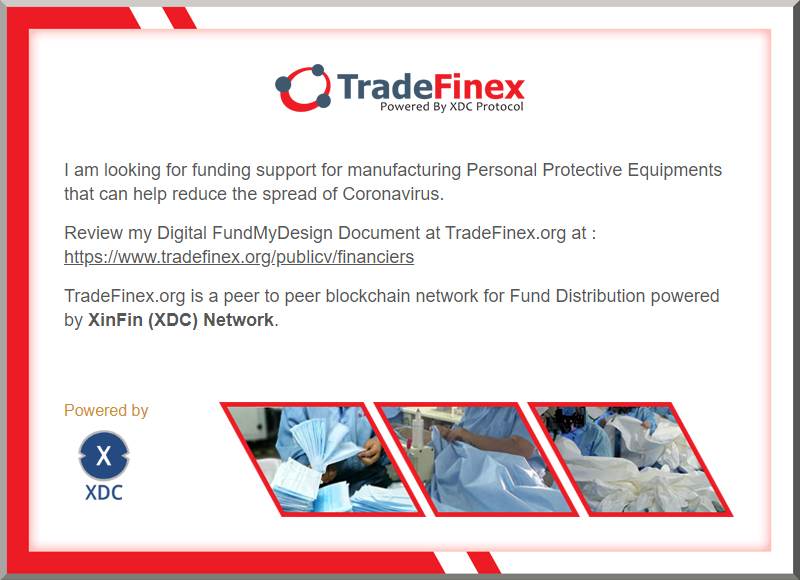 TradeFinex
Powered By XDC Protocol
I am looking for funding support for manufacturing Personal Protective Equipments
that can help reduce the spread of Coronavirus.
Review my Digital FundMyDesign Document at TradeFinex.org at :
https://www.tradefinex.org/publicv/financiers
TradeFinex.org is a peer to peer blockchain network for Fund Distribution powered
by XinFin (XDC) Network.
Powered by
X
XDC